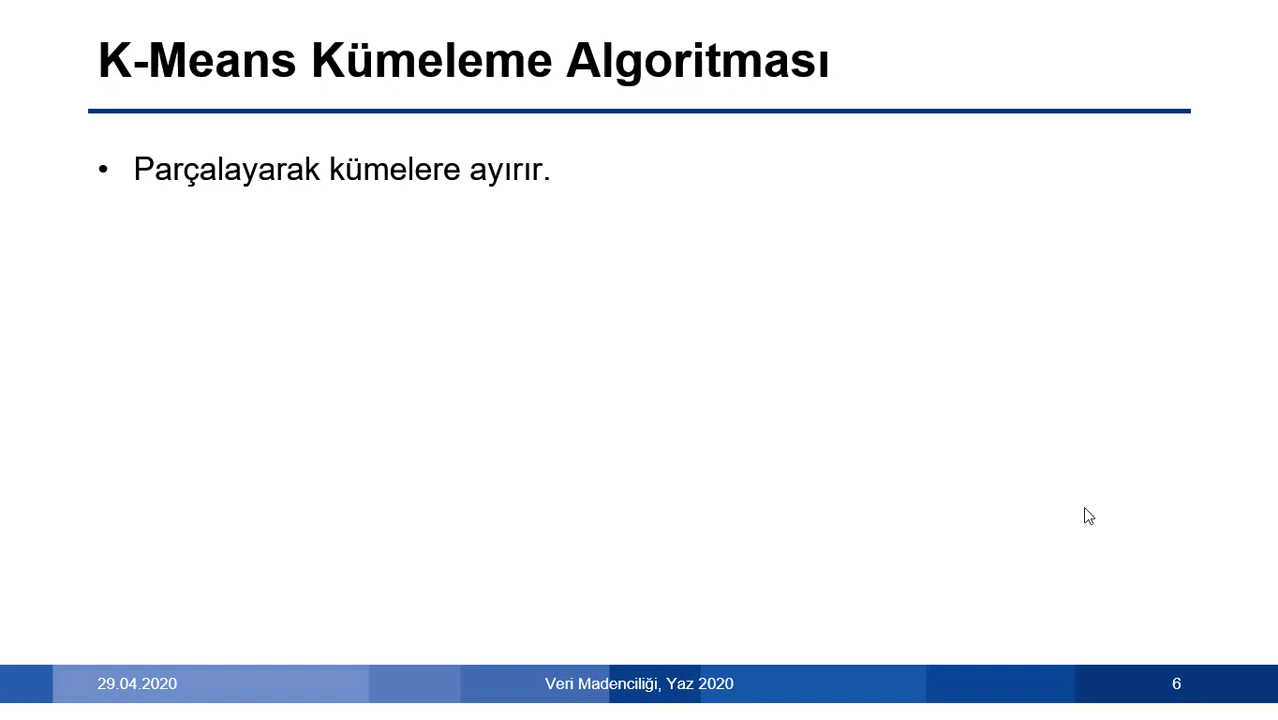 K-Means Kümeleme Algoritması
• Parçalayarak kümelere ayırır.
29.04.2020
Veri Madenciliği, Yaz 2020
6